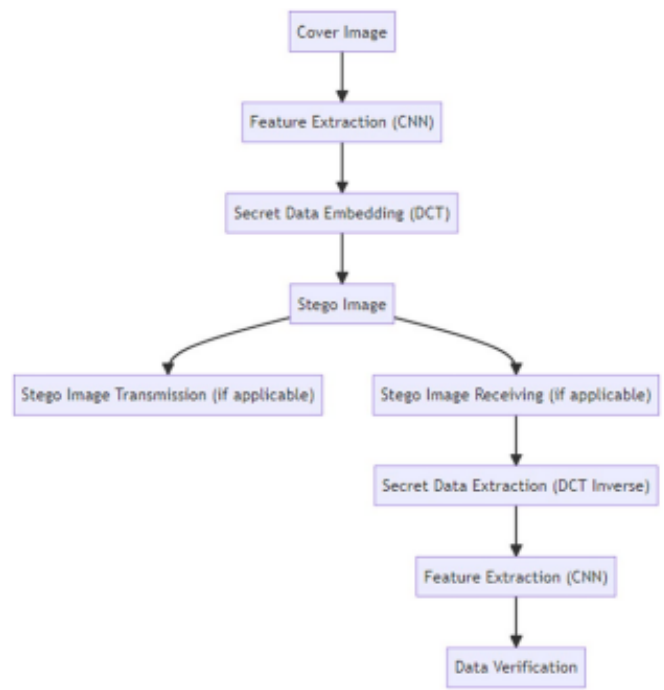 Cover Image
Feature Extraction (CNN)
Secret Data Embedding (DCT)
Stego Image
Stego Image Transmission (if applicable)
Stego Image Receiving (if applicable)
Secret Data Extraction (DCT Inverse)
Feature Extraction (CNN)
Data Verification